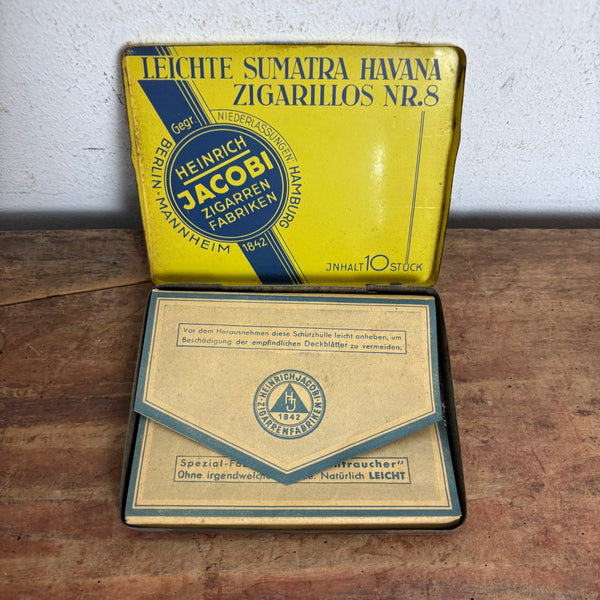 LEICHTE SUMATRA HAVANA
ZIGARILLOS NR.8
Gegr.
NIEDERLASSUNGEN: HAMBURG
BERLIN-MANNHEIM 1842
HEINRICH
JACOBI
ZIGARREN
FABRIKEN
JNHALT 10 STÜCK
Vor dem Herausnehmen diese Schutzhülle leicht anheben, um
Beschädigung der empfindlichen Deckblätter zu vermeiden.
HEINRICH JACOBI
HJ
1842
ZIGARRENFABRIKEN
Spezial-
Ohne Natürlich LEICHT